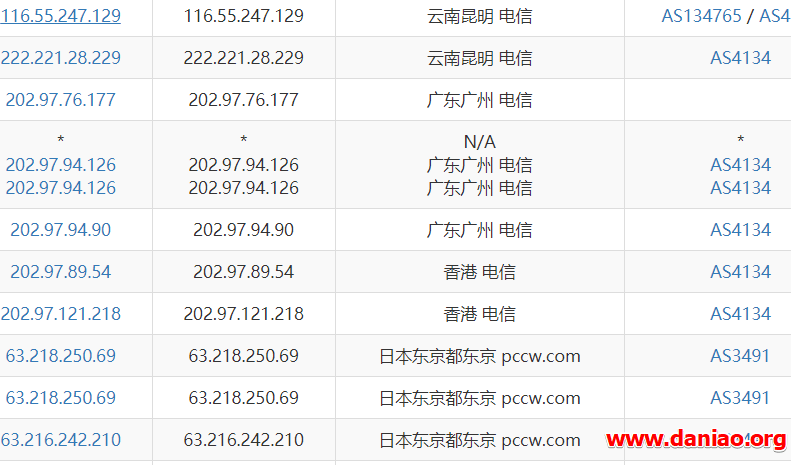 116.55.247.129 116.55.247.129 云南昆明 电信 AS134765 / AS4
222.221.28.229 222.221.28.229 云南昆明 电信 AS4134
202.97.76.177 202.97.76.177 广东广州 电信
* * N/A *
202.97.94.126 202.97.94.126 广东广州 电信 AS4134
202.97.94.126 202.97.94.126 广东广州 电信 AS4134
202.97.94.90 202.97.94.90 广东广州 电信 AS4134
202.97.89.54 202.97.89.54 香港 电信 AS4134
202.97.121.218 202.97.121.218 香港 电信 AS4134
63.218.250.69 63.218.250.69 日本东京都东京 pccw.com AS3491
63.218.250.69 63.218.250.69 日本东京都东京 pccw.com AS3491
63.216.242.210 63.216.242.210 日本东京都东京 pccw.com
www.daniao.org